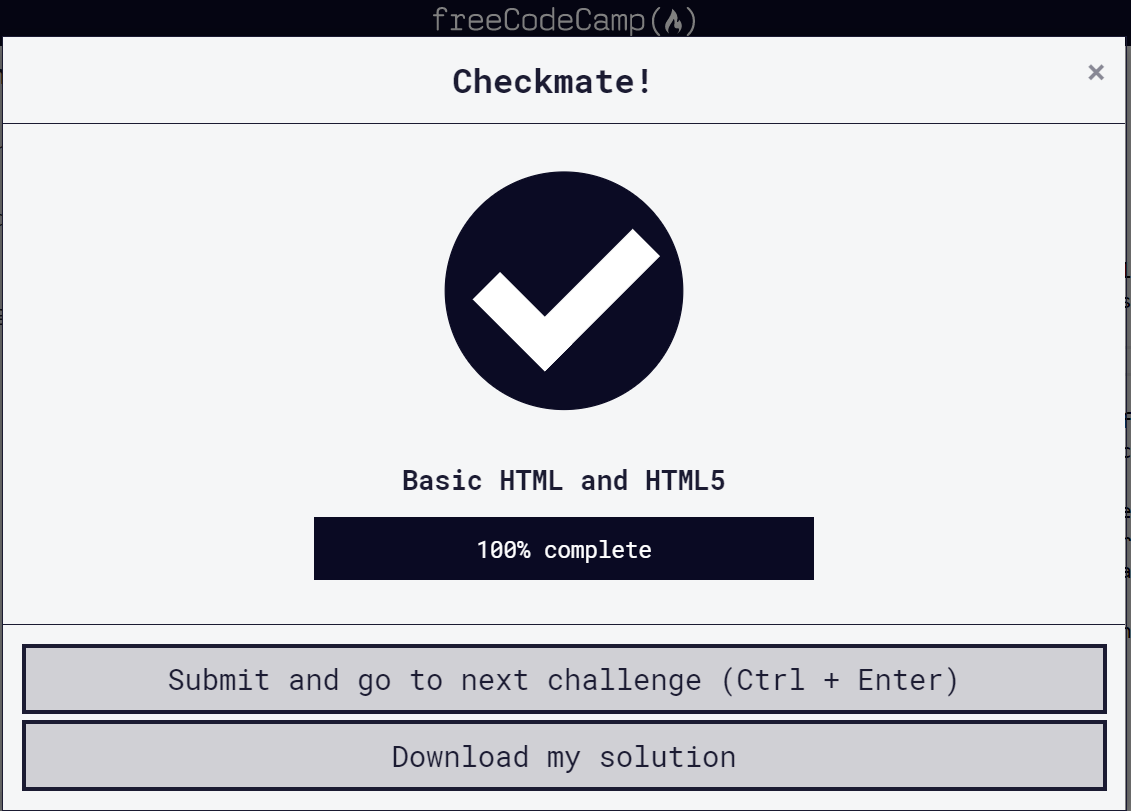 freeCodeCamp(🔥)
Checkmate!
×
Basic HTML and HTML5
100% complete
Submit and go to next challenge (Ctrl + Enter)
Download my solution